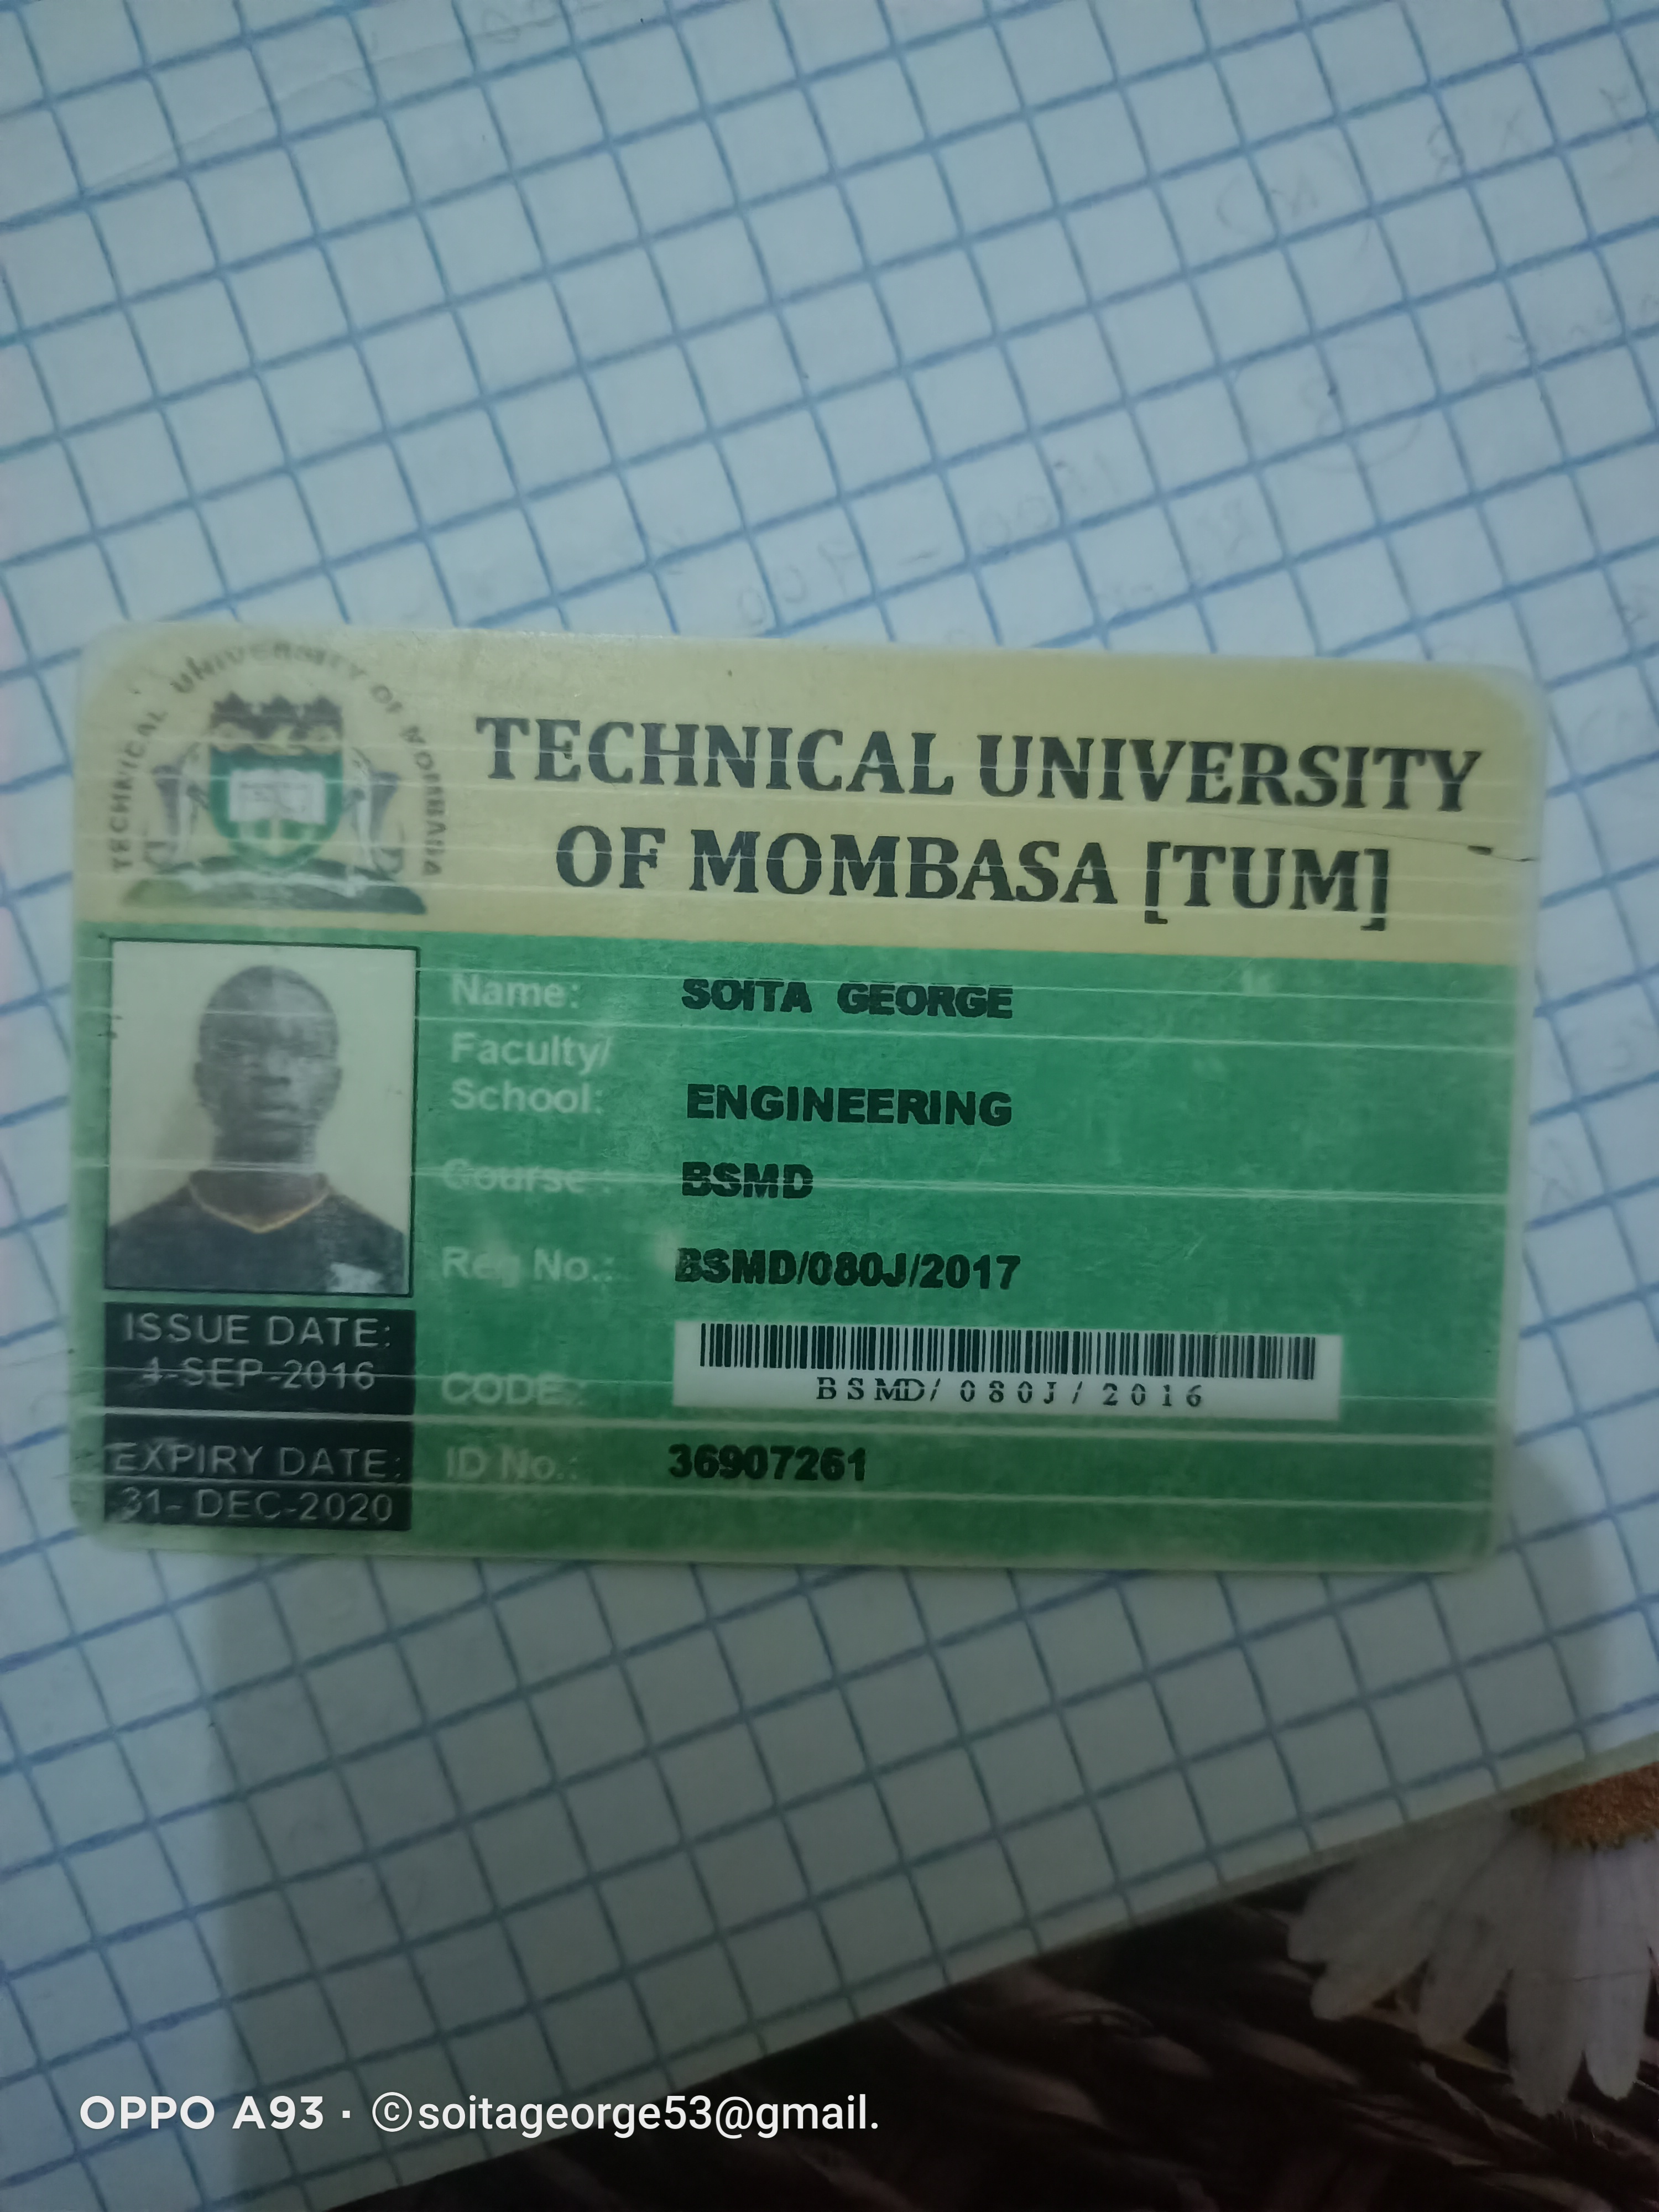 TECHNICAL UNIVERSITY OF MOMBASA
TECHNICAL UNIVERSITY
OF MOMBASA [TUM]
Name: SOITA GEORGE
Faculty/
School: ENGINEERING
Course: BSMD
Reg No.: BSMD/080J/2017
ISSUE DATE:
1-SEP-2016
CODE: BSMD/080J/2016
EXPIRY DATE:
31- DEC-2020
ID No.: 36907261
OPPO A93 · ©soitageorge53@gmail.